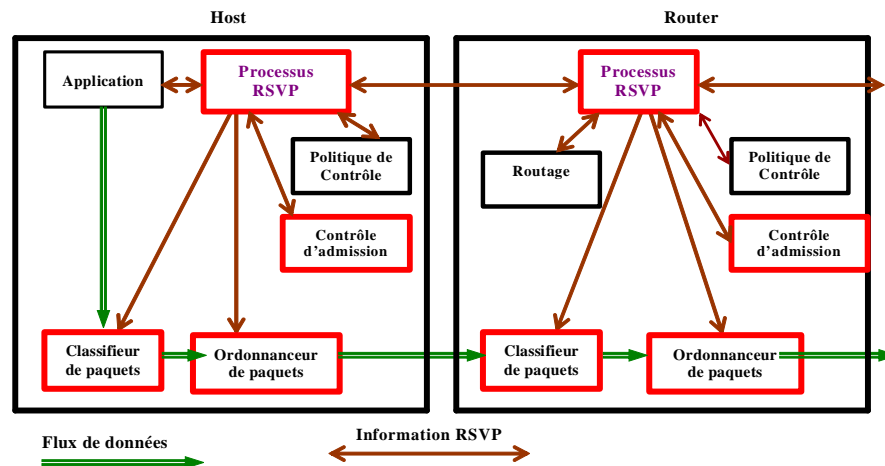 Host
Router
Application
Processus
RSVP
Politique de
Contrôle
Contrôle
d'admission
Classifieur
de paquets
Ordonnanceur
de paquets
Processus
RSVP
Routage
Politique de
Contrôle
Contrôle
d'admission
Classifieur
de paquets
Ordonnanceur
de paquets
Flux de données
Information RSVP